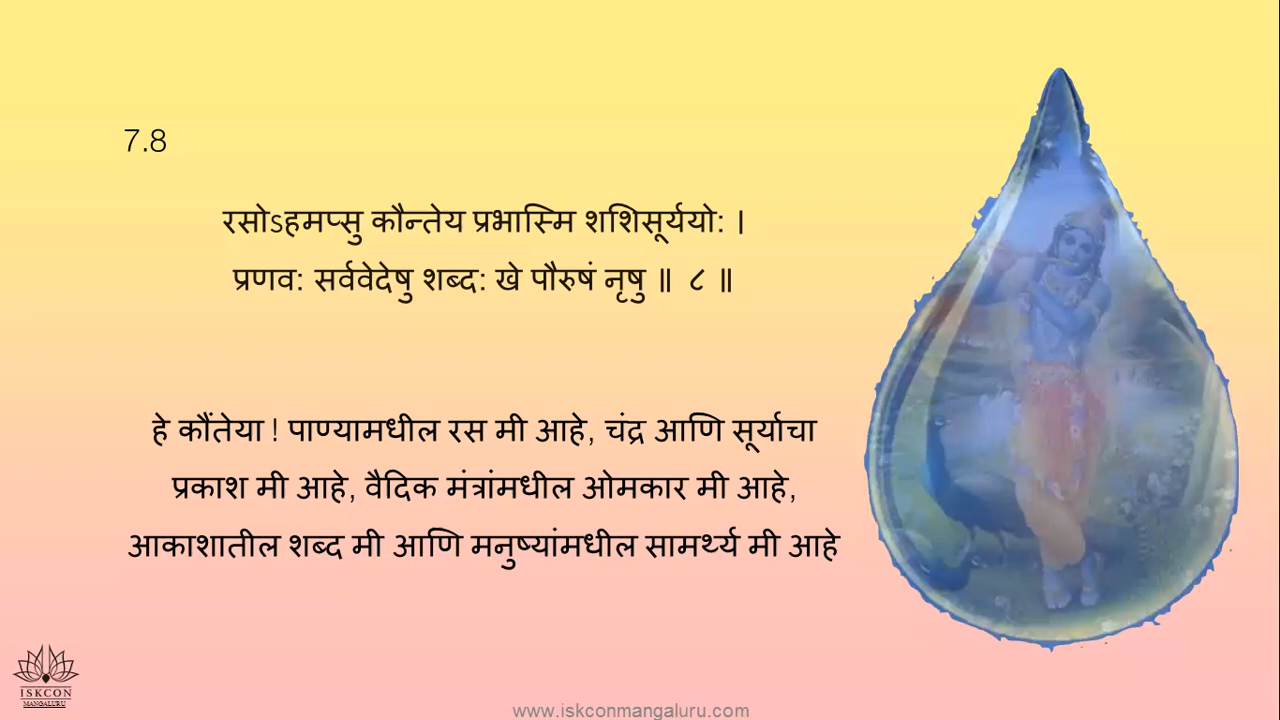 7.8
रसोऽहमप्सु कौन्तेय प्रभास्मि शशिसूर्ययो: ।
प्रणव: सर्ववेदेषु शब्द: खे पौरुषं नृषु ॥ ८ ॥
हे कौंतेया ! पाण्यामधील रस मी आहे, चंद्र आणि सूर्याचा
प्रकाश मी आहे, वैदिक मंत्रांमधील ओमकार मी आहे,
आकाशातील शब्द मी आणि मनुष्यांमधील सामर्थ्य मी आहे
ISKCON
MANGALURU
www.iskconmangaluru.com